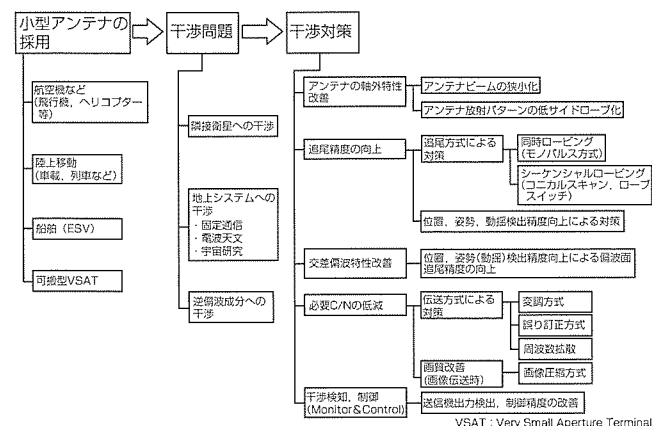 小型アンテナの
採用
干渉問題
干渉対策
航空機など
(飛行機、ヘリコプター
等)
陸上移動
(車載、列車など)
船舶(ESV)
可搬型VSAT
隣接衛星への干渉
地上システムへの
干渉
・固定通信
・電波天文
・宇宙研究
逆偏波成分への
干渉
アンテナの軸外特性
改善
アンテナビームの狭小化
アンテナ放射パターンの低サイドローブ化
追尾精度の向上
追尾方式による
対策
同時ロービング
(モノパルス方式)
シーケンシャルロービング
(コニカルスキャン、ローブ
スイッチ)
位置、姿勢、動揺検出精度向上による対策
交差偏波特性改善
位置、姿勢(動揺)検出精度向上による偏波面
追尾精度の向上
必要C/Nの低減
伝送方式による
対策
変調方式
誤り訂正方式
周波数拡散
画質改善
(画像伝送時)
画像圧縮方式
干渉検知、制御
(Monitor&Control)
送信機出力検出、制御精度の改善
VSAT：Very Small Aperture Terminal